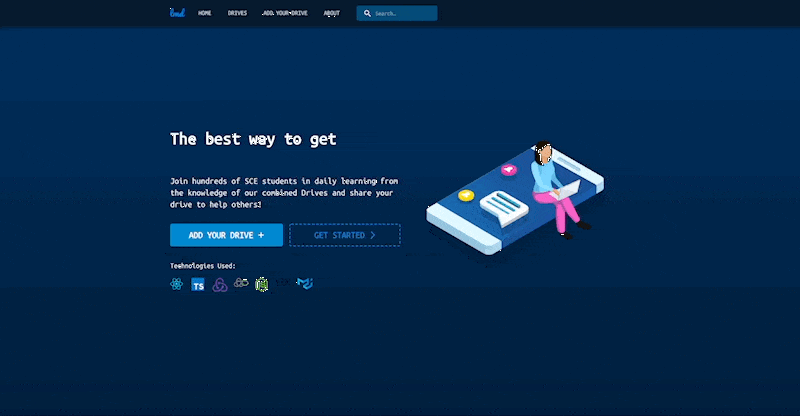 HOME DRIVES ADD YOUR DRIVE ABOUT Search…
The best way to get
Join hundreds of SCE students in daily learning from
the knowledge of our combined Drives and share your
drive to help others!
ADD YOUR DRIVE + GET STARTED >
Technologies Used:
TS